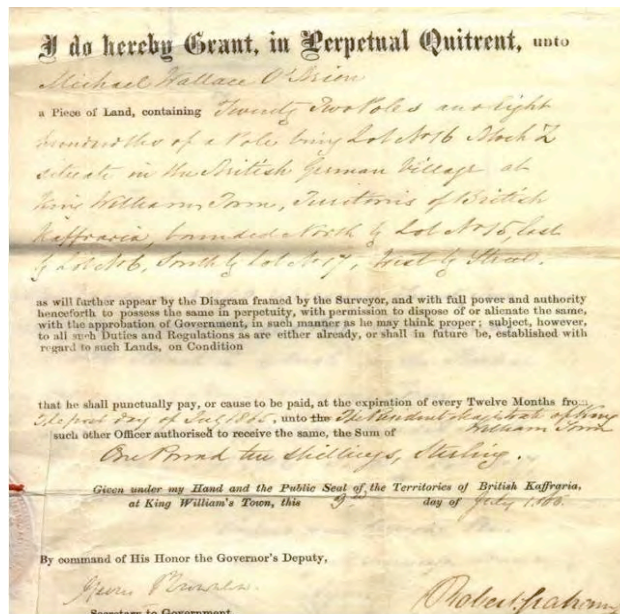 I do hereby Grant, in Perpetual Quitrent, unto
Michael Wallace O'Brien
a Piece of Land, containing Twenty Two Poles and eight
hundredths of a Pole being Lot No 16 Block Z
situate in the British German Village at
King Williams Town, Territories of British
Kaffraria, bounded North by Lot No 15, East
by Lot No 6, South by Lot No 17, West by Street.
as will further appear by the Diagram framed by the Surveyor, and with full power and authority
henceforth to possess the same in perpetuity, with permission to dispose of or alienate the same,
with the approbation of Government, in such manner as he may think proper; subject, however,
to all such Duties and Regulations as are either already, or shall in future be, established with
regard to such Lands, on Condition
that he shall punctually pay, or cause to be paid, at the expiration of every Twelve Months from
The first day of July 1865, unto the The Resident Magistrate of King
William Town
such other Officer authorised to receive the same, the Sum of
One Pound ten shillings, Sterling.
Given under my Hand and the Public Seal of the Territories of British Kaffraria,
at King William's Town, this 9 day of July
By command of His Honor the Governor's Deputy,
Secretary to Government
Robert Graham